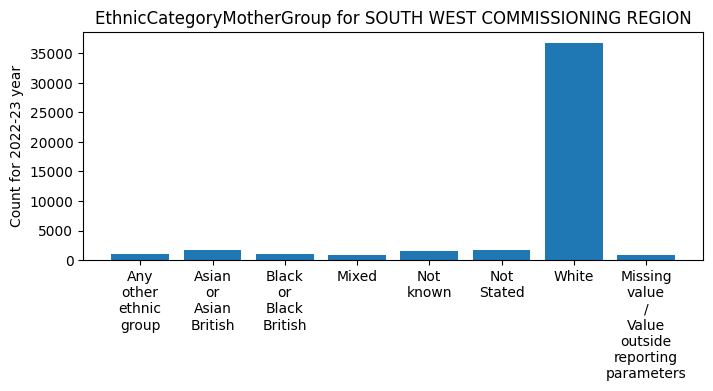 EthnicCategoryMotherGroup for SOUTH WEST COMMISSIONING REGION
Count for 2022-23 year
35000
30000
25000
20000
15000
10000
5000
0
Any
other
ethnic
group
Asian
or
Asian
British
Black
or
Black
British
Mixed
Not
known
Not
Stated
White
Missing
value
/
Value
outside
reporting
parameters